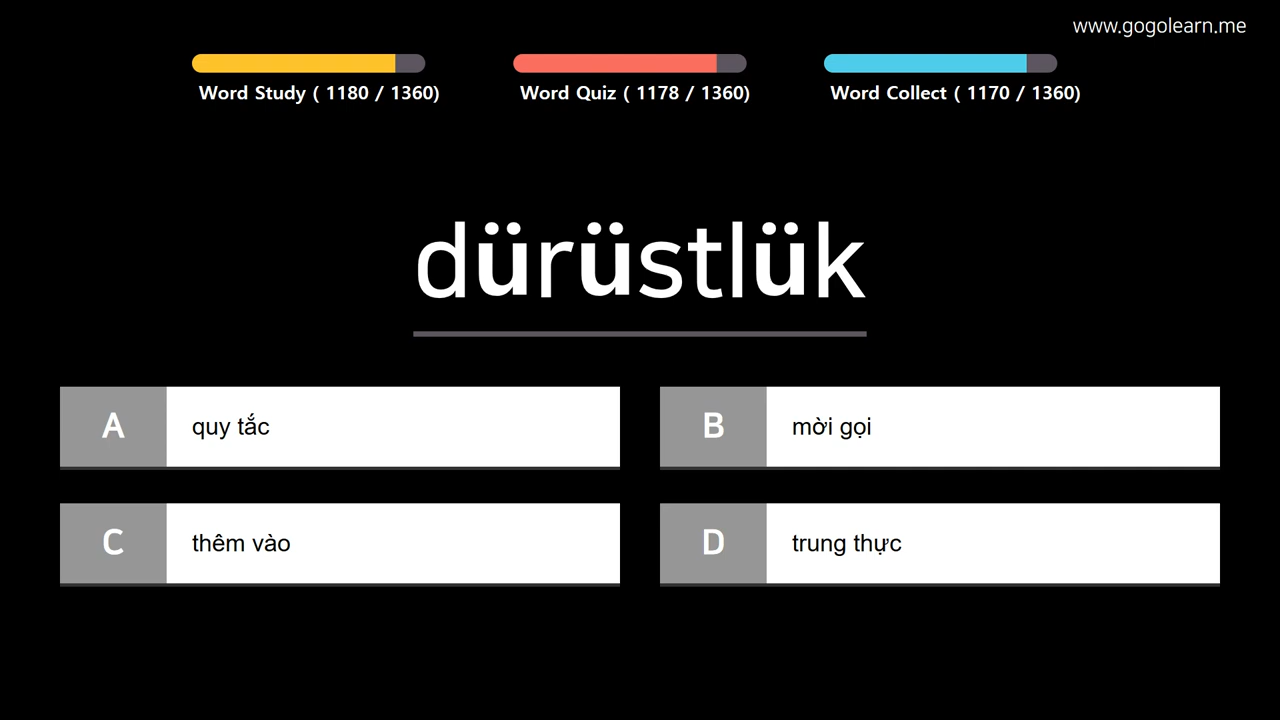 www.gogolearn.me
Word Study ( 1180 / 1360)
Word Quiz ( 1178 / 1360)
Word Collect ( 1170 / 1360)
dürüstlük
A quy tắc
B mời gọi
C thêm vào
D trung thực